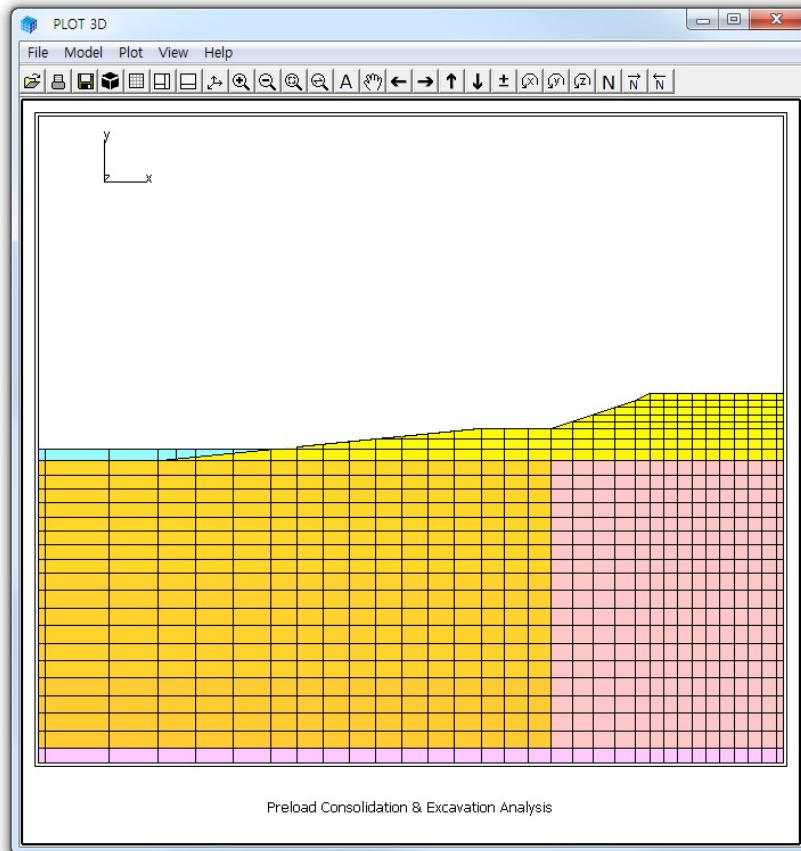 PLOT 3D
File Model Plot View Help
A ± (X) (Y) (Z) N N N
y
z x
Preload Consolidation & Excavation Analysis